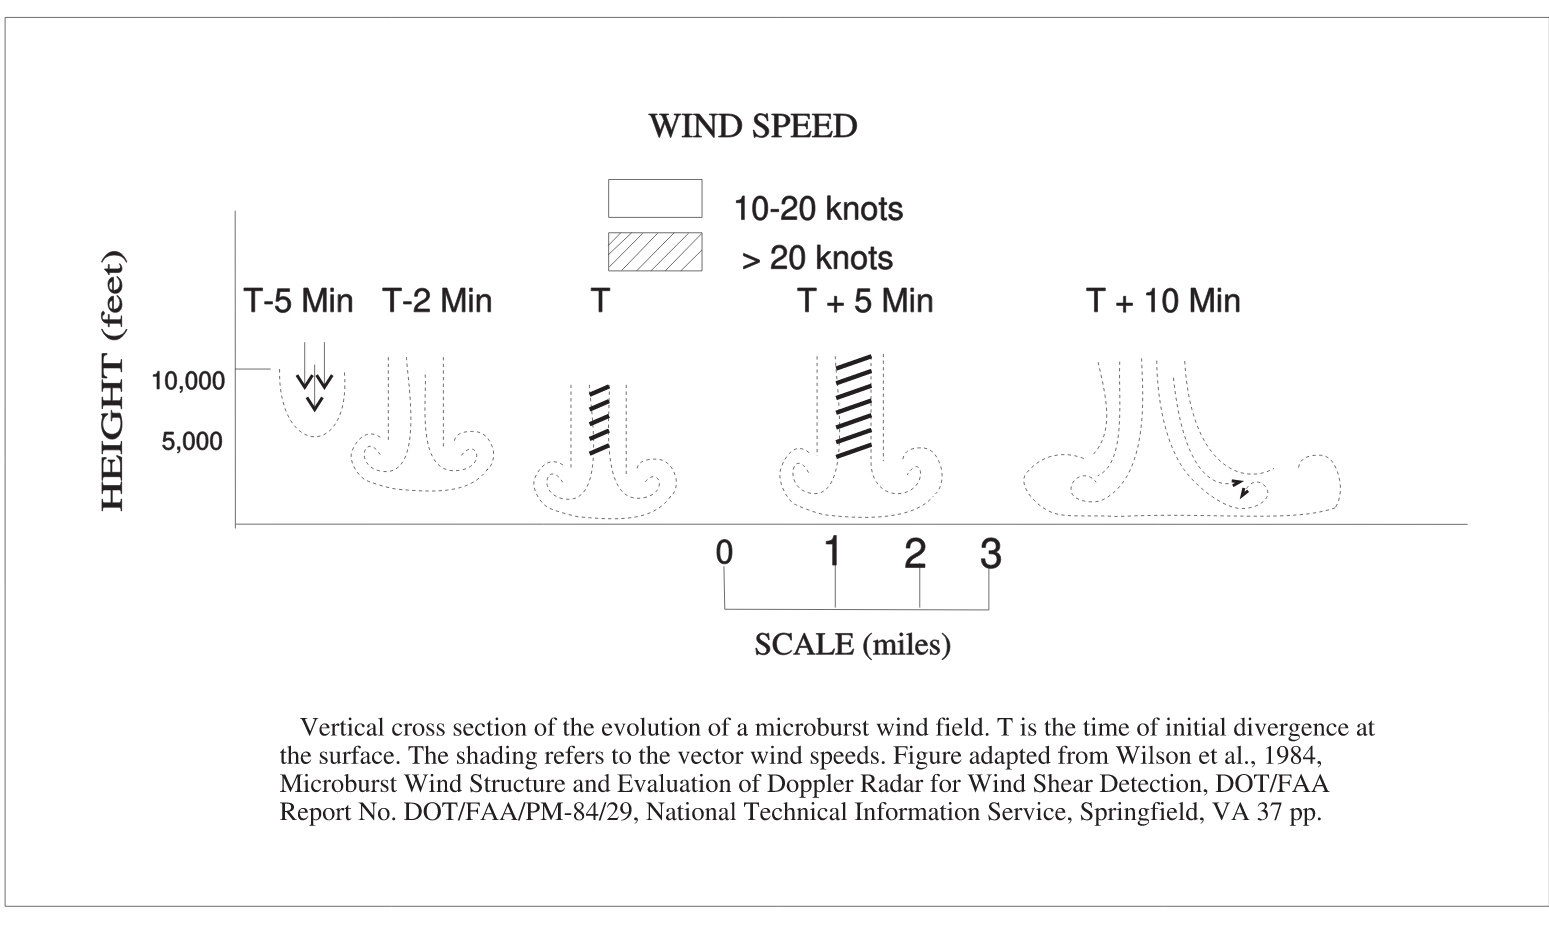 WIND SPEED
10-20 knots
> 20 knots
T-5 Min T-2 Min T T + 5 Min T + 10 Min
HEIGHT (feet)
10,000
5,000
0 1 2 3
SCALE (miles)
Vertical cross section of the evolution of a microburst wind field. T is the time of initial divergence at
the surface. The shading refers to the vector wind speeds. Figure adapted from Wilson et al., 1984,
Microburst Wind Structure and Evaluation of Doppler Radar for Wind Shear Detection, DOT/FAA
Report No. DOT/FAA/PM-84/29, National Technical Information Service, Springfield, VA 37 pp.